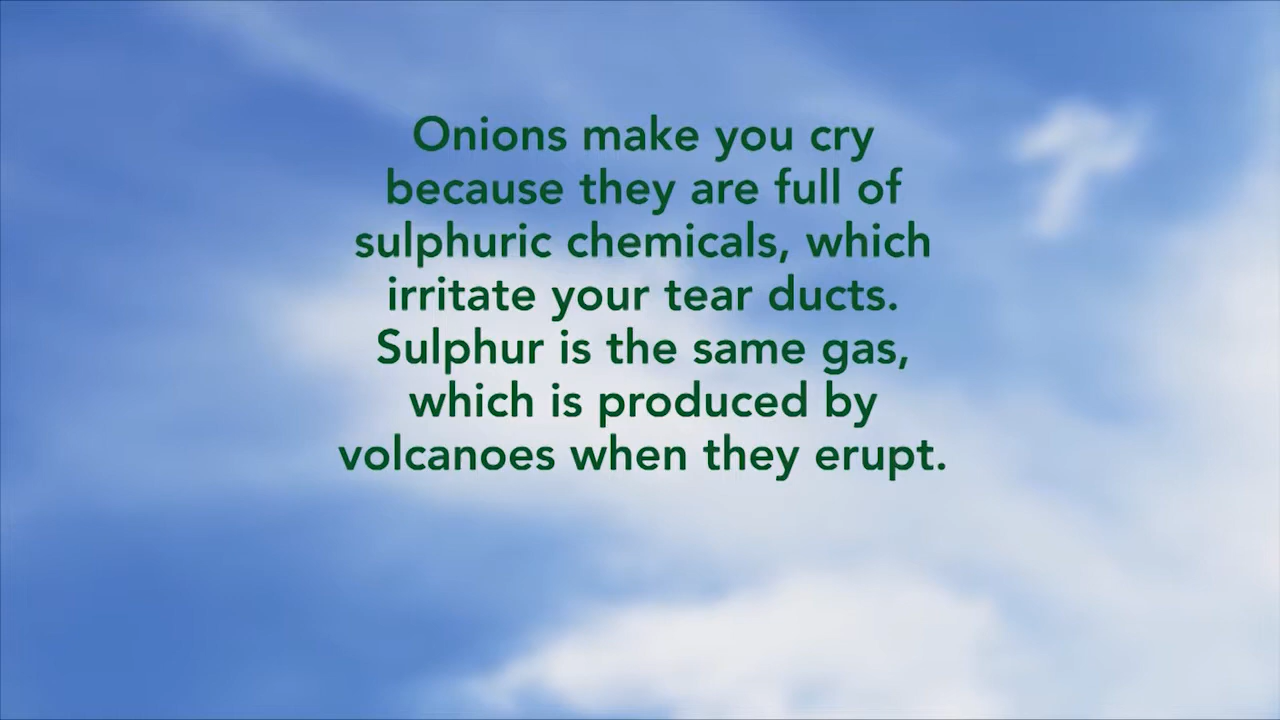 Onions make you cry
because they are full of
sulphuric chemicals, which
irritate your tear ducts.
Sulphur is the same gas,
which is produced by
volcanoes when they erupt.